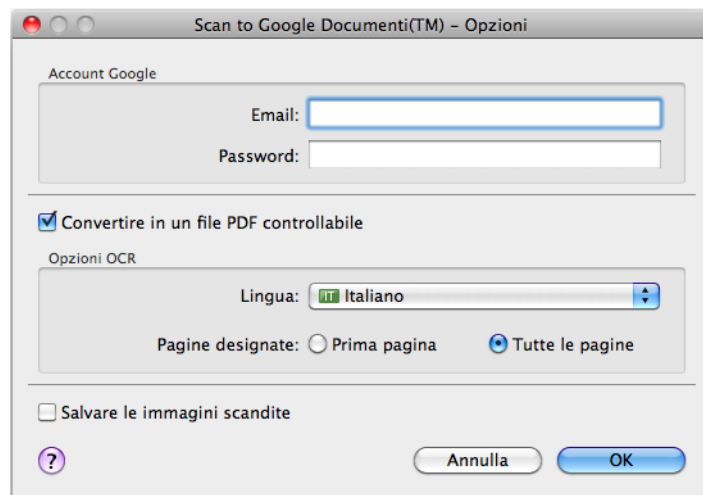 Scan to Google Documenti(TM) – Opzioni
Account Google
Email:
Password:
Convertire in un file PDF controllabile
Opzioni OCR
Lingua: IT Italiano
Pagine designate: Prima pagina Tutte le pagine
Salvare le immagini scandite
? Annulla OK